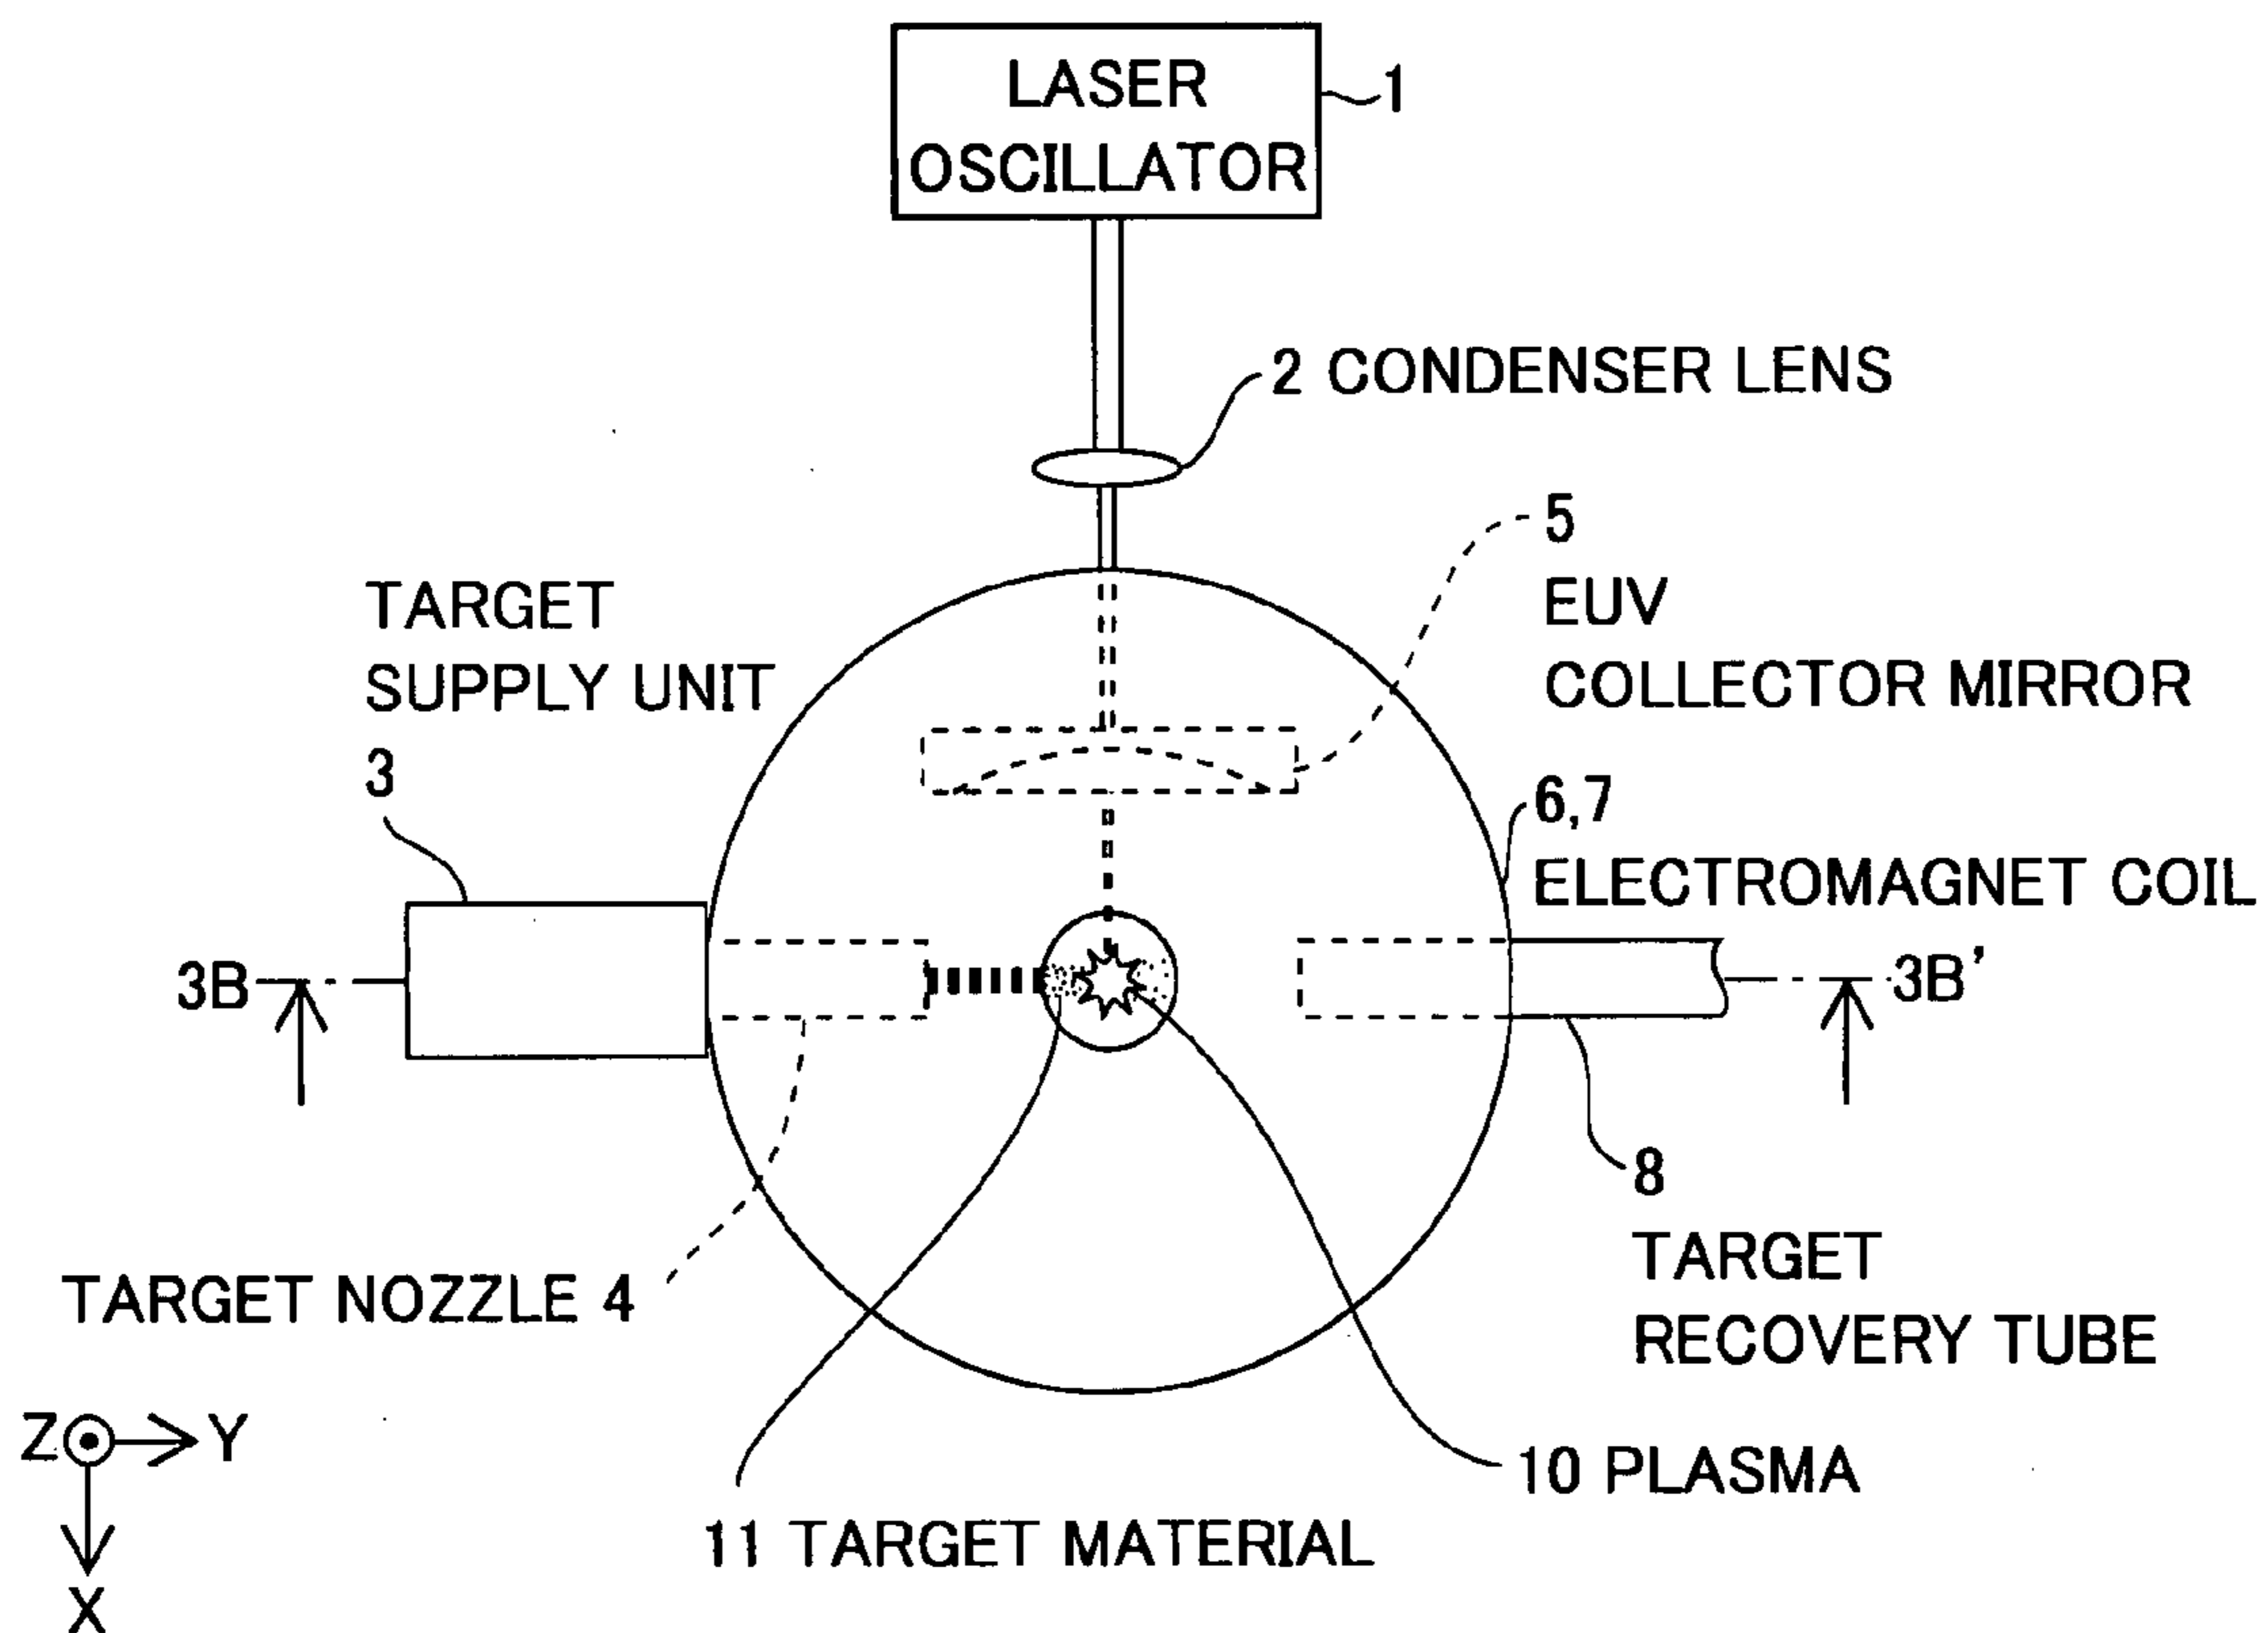 LASER
OSCILLATOR
1
2 CONDENSER LENS
5
EUV
COLLECTOR MIRROR
TARGET
SUPPLY UNIT
3
6,7
ELECTROMAGNET COIL
3B
3B'
8
TARGET
RECOVERY TUBE
TARGET NOZZLE 4
Z
Y
X
10 PLASMA
11 TARGET MATERIAL